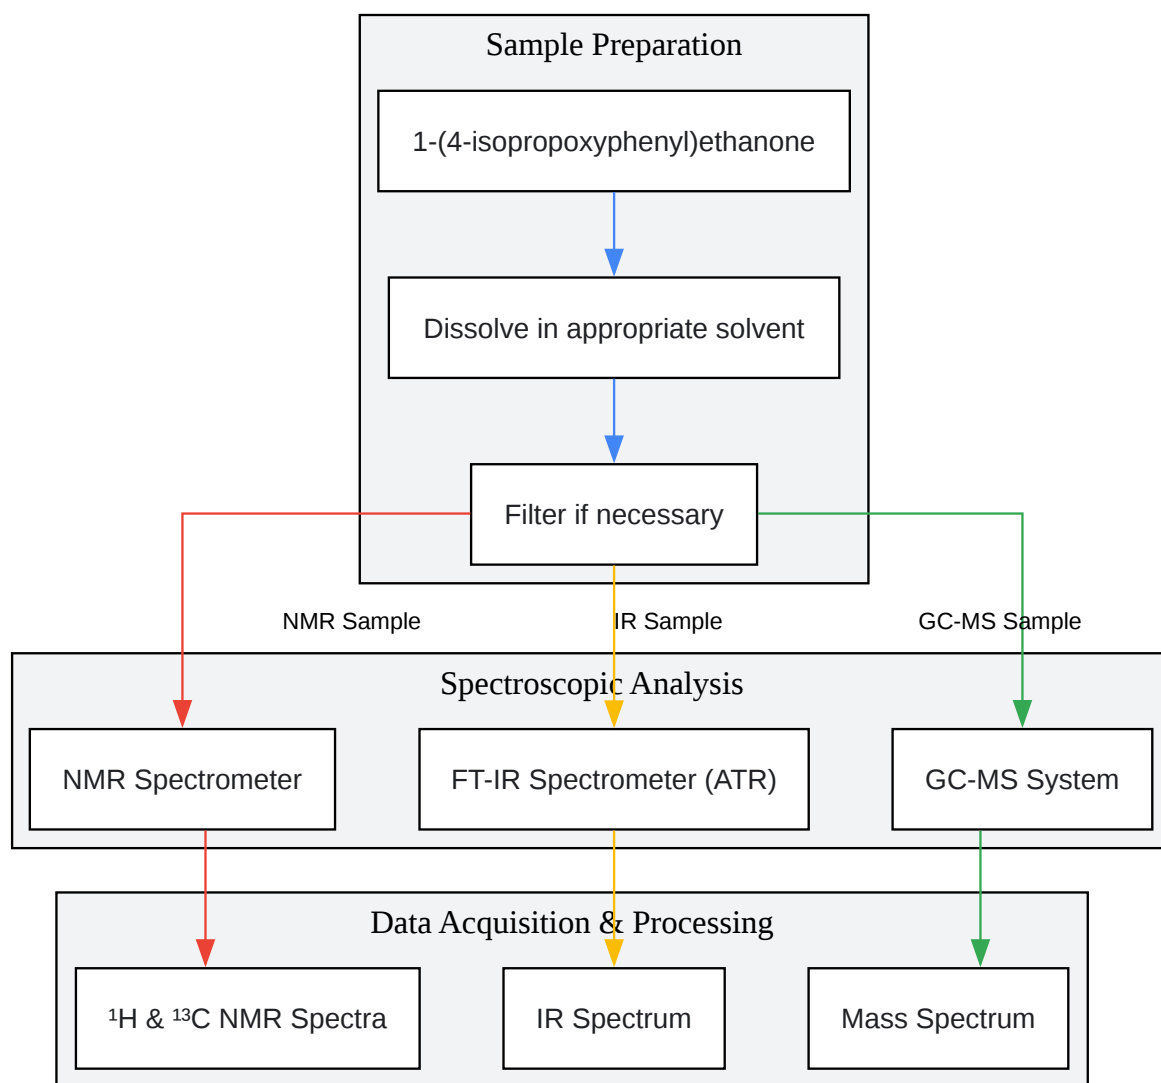 Sample Preparation
1-(4-isopropoxyphenyl)ethanone
Dissolve in appropriate solvent
Filter if necessary
NMR Sample
IR Sample
GC-MS Sample
Spectroscopic Analysis
NMR Spectrometer
FT-IR Spectrometer (ATR)
GC-MS System
Data Acquisition & Processing
¹H & ¹³C NMR Spectra
IR Spectrum
Mass Spectrum